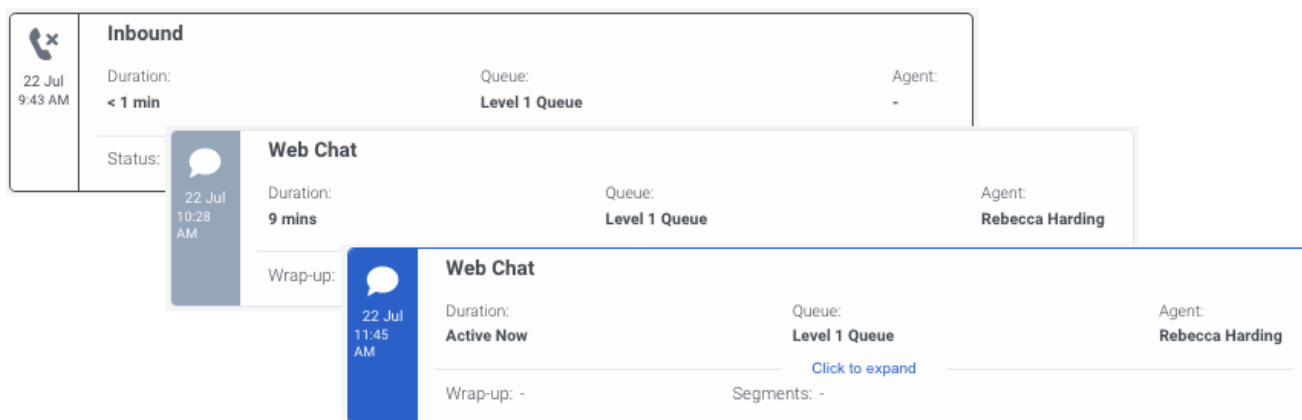 Inbound
22 Jul
9:43 AM
Duration: Queue: Agent:
< 1 min Level 1 Queue -
Status:
Web Chat
22 Jul
10:28
AM
Duration: Queue: Agent:
9 mins Level 1 Queue Rebecca Harding
Wrap-up:
Web Chat
22 Jul
11:45
AM
Duration: Queue: Agent:
Active Now Level 1 Queue Rebecca Harding
Click to expand
Wrap-up: - Segments: -